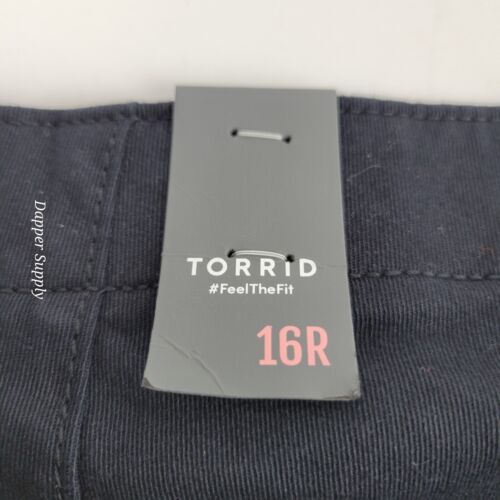 Dapper Supply
TORRID
#FeelTheFit
16R